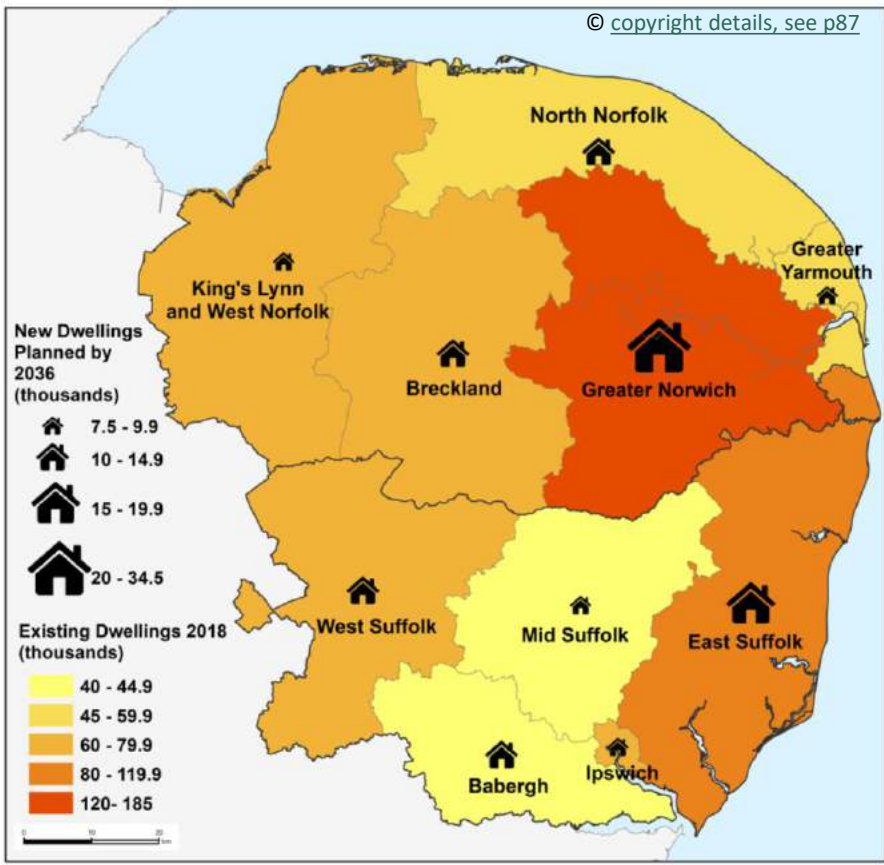 © copyright details, see p87
North Norfolk
Greater
Yarmouth
King's Lynn
and West Norfolk
New Dwellings
Planned by
2036
(thousands)
Breckland
Greater Norwich
7.5 - 9.9
10 - 14.9
15 - 19.9
20 - 34.5
West Suffolk
Mid Suffolk
East Suffolk
Existing Dwellings 2018
(thousands)
40 - 44.9
45 - 59.9
60 - 79.9
80 - 119.9
120- 185
Babergh
Ipswich
0 10 20